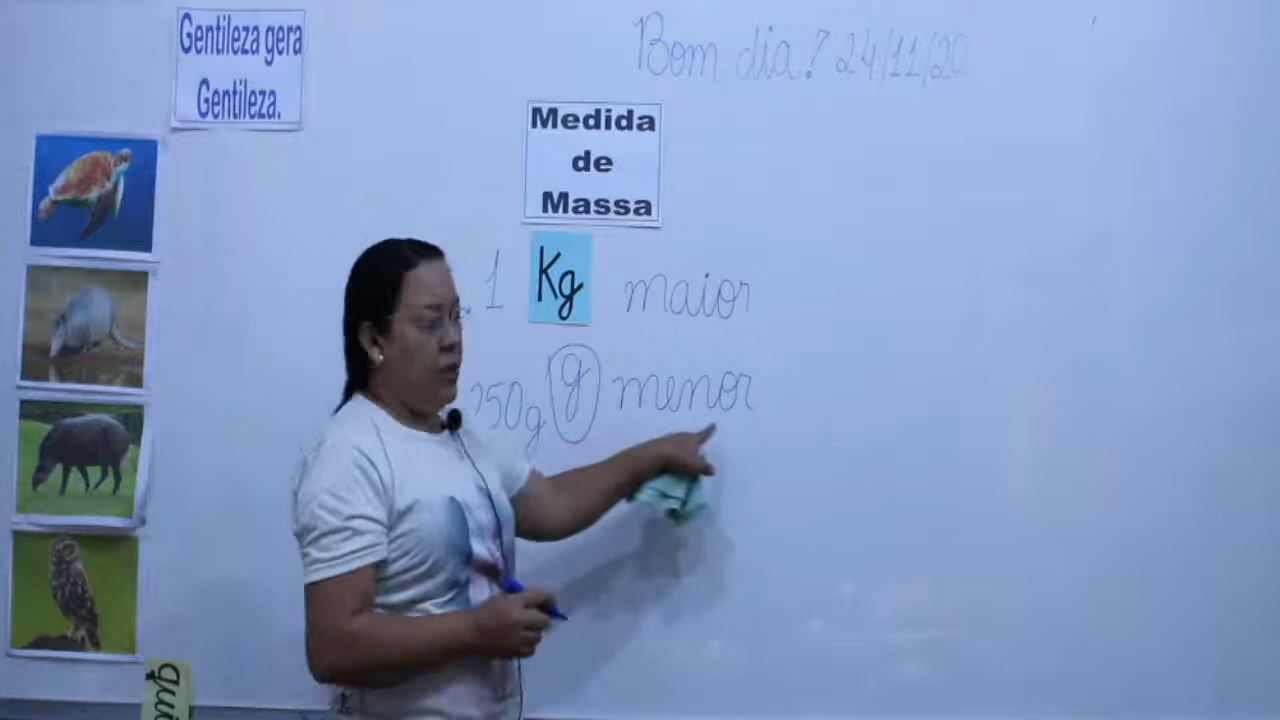 Gentileza gera
Gentileza.
Bom dia! 24/11/20
Medida
de
Massa
1 Kg maior
250g g menor